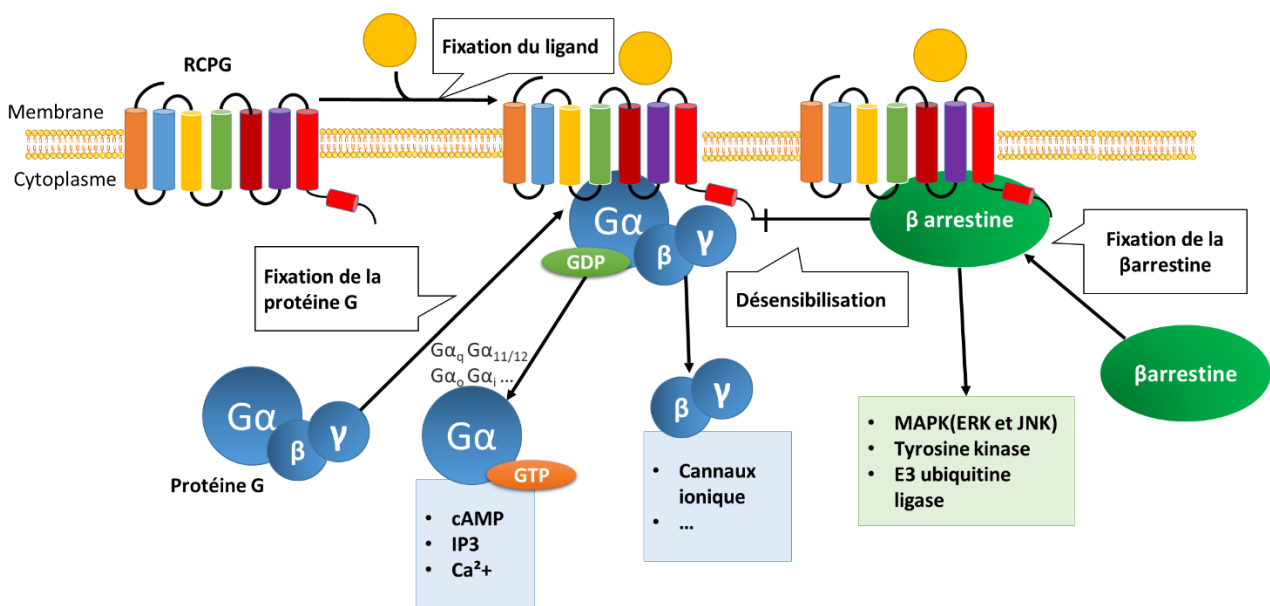 RCPG
Fixation du ligand
Membrane
Cytoplasme
Gα
β
γ
GDP
β arrestine
Fixation de la
βarrestine
Désensibilisation
Fixation de la
protéine G
Gαq Gα11/12
Gαo Gαi ...
Gα
β
γ
Protéine G
Gα
GTP
β
γ
βarrestine
• cAMP
• IP3
• Ca²+
• Cannaux
ionique
• ...
• MAPK(ERK et JNK)
• Tyrosine kinase
• E3 ubiquitine
ligase